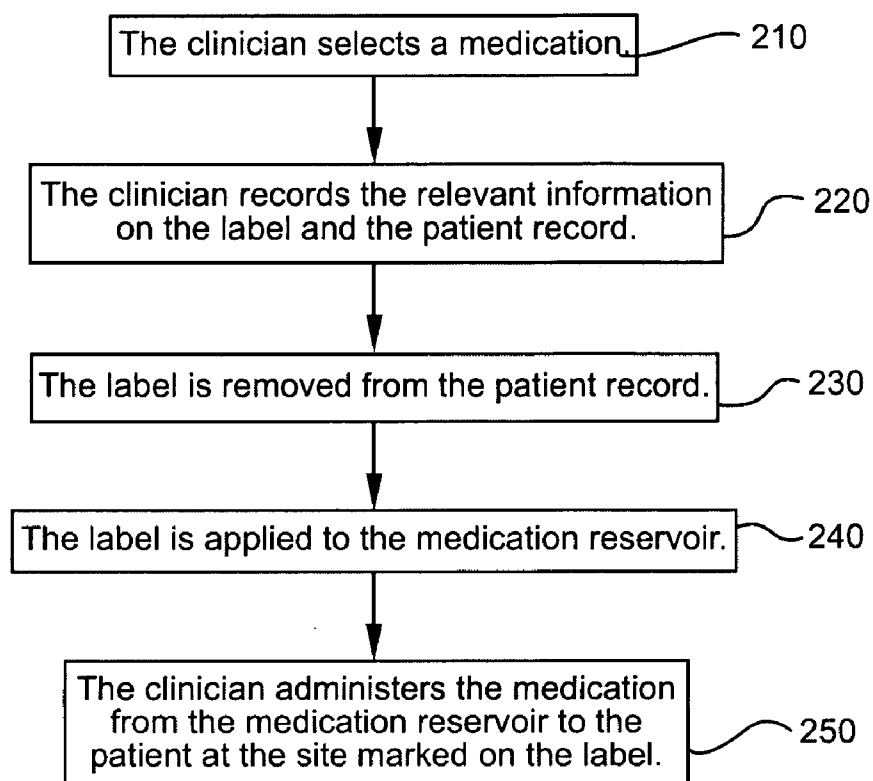 The clinician selects a medication.
210
The clinician records the relevant information
on the label and the patient record.
220
The label is removed from the patient record.
230
The label is applied to the medication reservoir.
240
The clinician administers the medication
from the medication reservoir to the
patient at the site marked on the label.
250